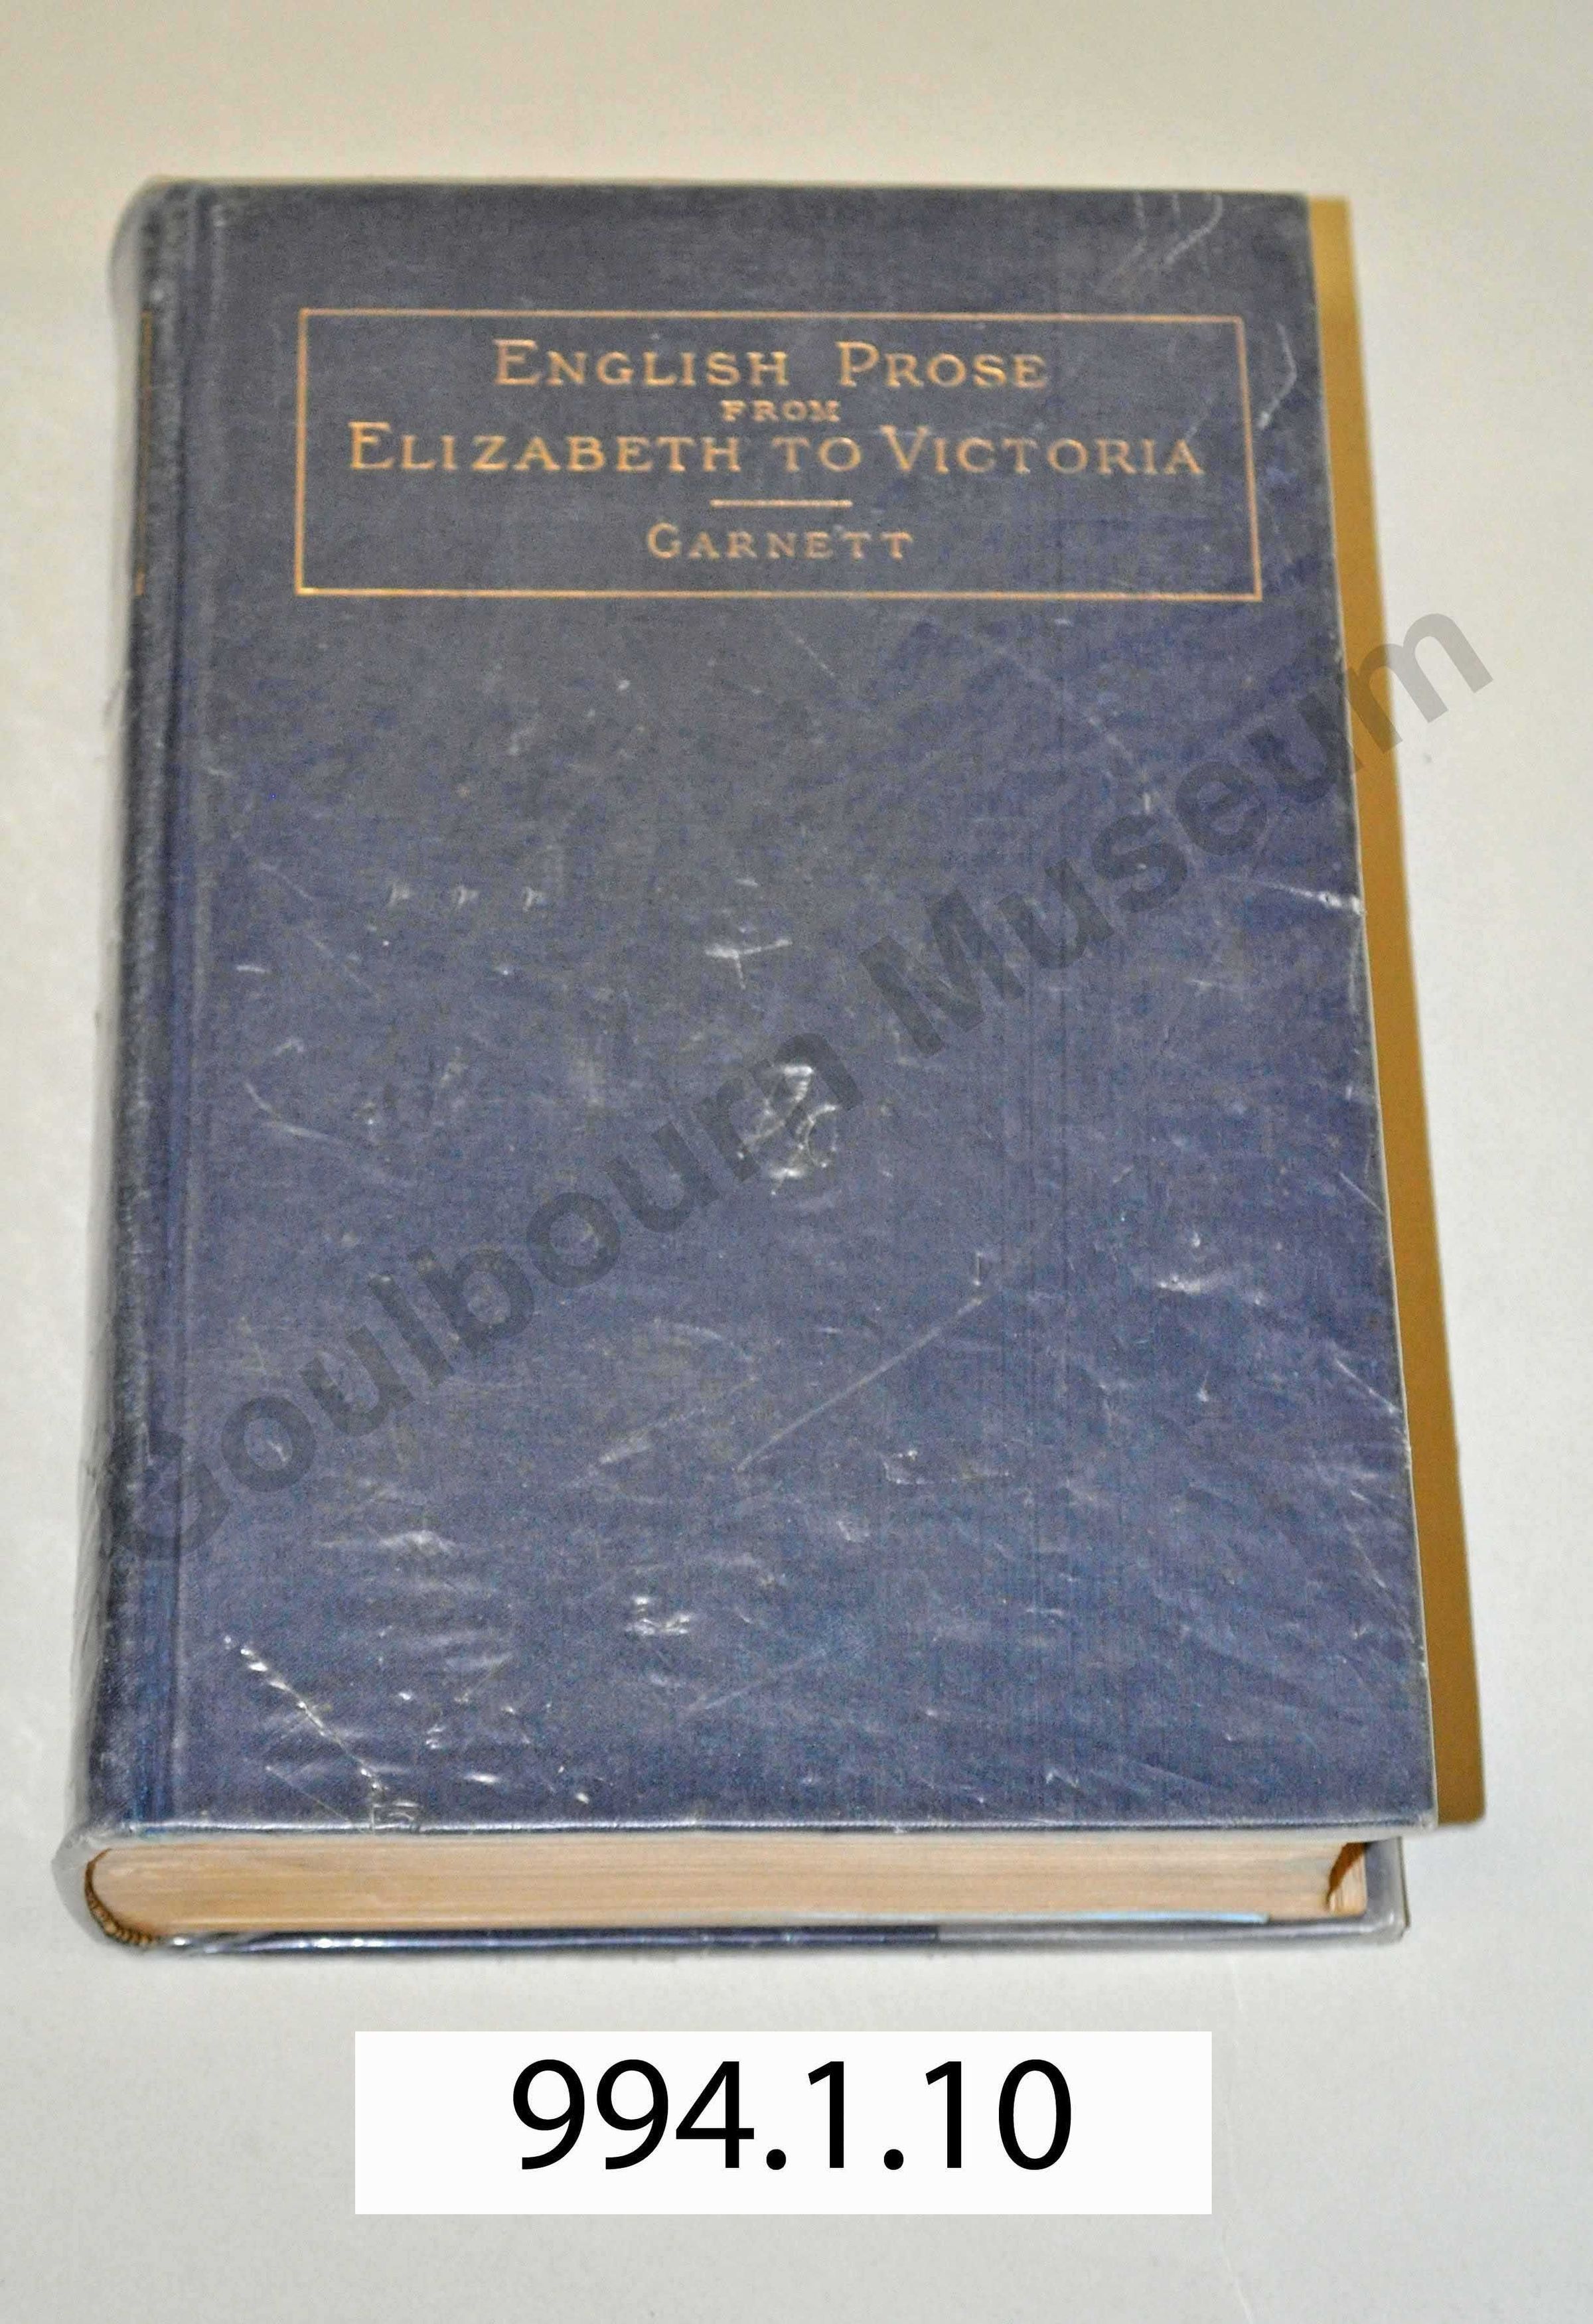 ENGLISH PROSE
FROM
ELIZABETH TO VICTORIA
GARNETT
Goulbourn Museum
994.1.10